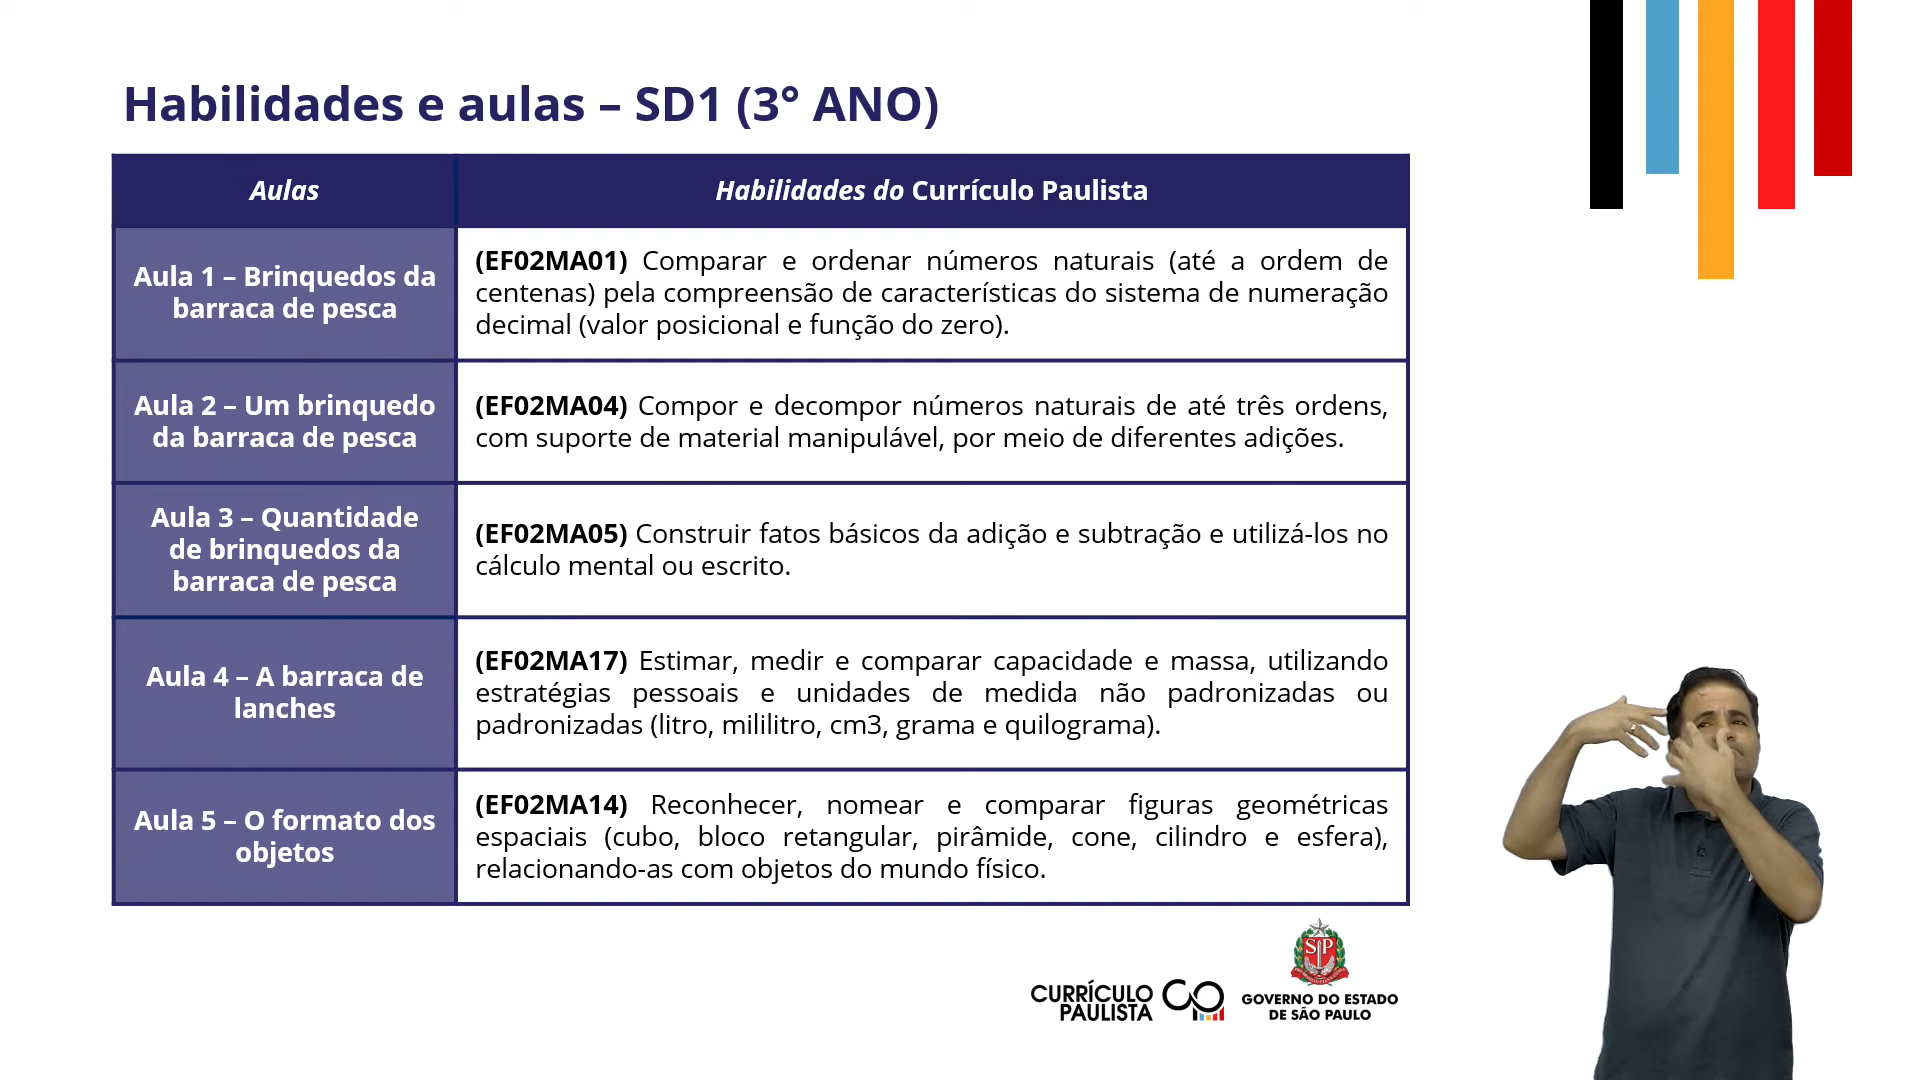 Habilidades e aulas – SD1 (3° ANO)
Aulas
Habilidades do Currículo Paulista
Aula 1 – Brinquedos da
barraca de pesca
(EF02MA01) Comparar e ordenar números naturais (até a ordem de
centenas) pela compreensão de características do sistema de numeração
decimal (valor posicional e função do zero).
Aula 2 – Um brinquedo
da barraca de pesca
(EF02MA04) Compor e decompor números naturais de até três ordens,
com suporte de material manipulável, por meio de diferentes adições.
Aula 3 – Quantidade
de brinquedos da
barraca de pesca
(EF02MA05) Construir fatos básicos da adição e subtração e utilizá-los no
cálculo mental ou escrito.
Aula 4 – A barraca de
lanches
(EF02MA17) Estimar, medir e comparar capacidade e massa, utilizando
estratégias pessoais e unidades de medida não padronizadas ou
padronizadas (litro, mililitro, cm3, grama e quilograma).
Aula 5 – O formato dos
objetos
(EF02MA14) Reconhecer, nomear e comparar figuras geométricas
espaciais (cubo, bloco retangular, pirâmide, cone, cilindro e esfera),
relacionando-as com objetos do mundo físico.
CURRÍCULO
PAULISTA
SP
GOVERNO DO ESTADO
DE SÃO PAULO